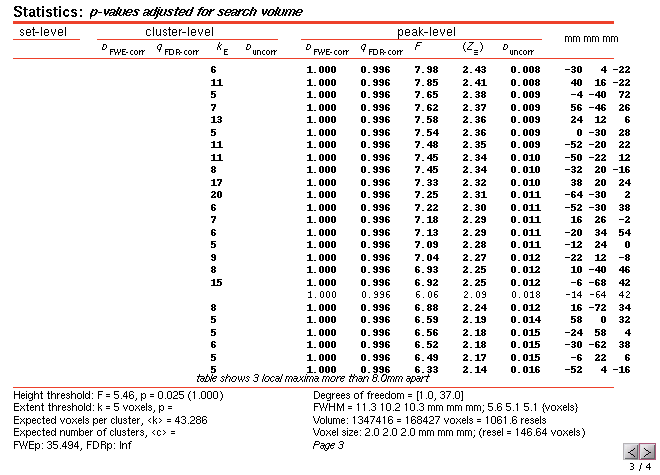 Statistics: p-values adjusted for search volume
set-level cluster-level peak-level mm mm mm
p FWE-corr q FDR-corr k E p uncorr p FWE-corr q FDR-corr F (Z≡) p uncorr
6 1.000 0.996 7.98 2.43 0.008 -30 4 -22
11 1.000 0.996 7.85 2.41 0.008 40 16 -22
5 1.000 0.996 7.65 2.38 0.009 -4 -40 72
7 1.000 0.996 7.62 2.37 0.009 56 -46 26
13 1.000 0.996 7.58 2.36 0.009 24 12 6
5 1.000 0.996 7.54 2.36 0.009 0 -30 28
11 1.000 0.996 7.48 2.35 0.009 -52 -20 22
11 1.000 0.996 7.45 2.34 0.010 -50 -22 12
8 1.000 0.996 7.45 2.34 0.010 -32 20 -16
17 1.000 0.996 7.33 2.32 0.010 38 20 24
20 1.000 0.996 7.25 2.31 0.011 -64 -30 2
6 1.000 0.996 7.22 2.30 0.011 -52 -30 38
7 1.000 0.996 7.18 2.29 0.011 16 26 -2
6 1.000 0.996 7.13 2.29 0.011 -20 34 54
5 1.000 0.996 7.09 2.28 0.011 -12 24 0
9 1.000 0.996 7.04 2.27 0.012 -22 12 -8
8 1.000 0.996 6.93 2.25 0.012 10 -40 46
15 1.000 0.996 6.92 2.25 0.012 -6 -68 42
1.000 0.996 6.06 2.09 0.018 -14 -64 42
8 1.000 0.996 6.88 2.24 0.012 16 -72 34
5 1.000 0.996 6.59 2.19 0.014 58 0 32
5 1.000 0.996 6.56 2.18 0.015 -24 58 4
6 1.000 0.996 6.52 2.18 0.015 -30 -62 38
5 1.000 0.996 6.49 2.17 0.015 -6 22 6
5 1.000 0.996 6.33 2.14 0.016 -52 4 -16
table shows 3 local maxima more than 8.0mm apart
Height threshold: F = 5.46, p = 0.025 (1.000)
Extent threshold: k = 5 voxels, p =
Expected voxels per cluster, <k> = 43.286
Expected number of clusters, <c> =
FWEp: 35.494, FDRp: Inf
Degrees of freedom = [1.0, 37.0]
FWHM = 11.3 10.2 10.3 mm mm mm; 5.6 5.1 5.1 {voxels}
Volume: 1347416 = 168427 voxels = 1061.6 resels
Voxel size: 2.0 2.0 2.0 mm mm mm; (resel = 146.64 voxels)
Page 3
3 / 4